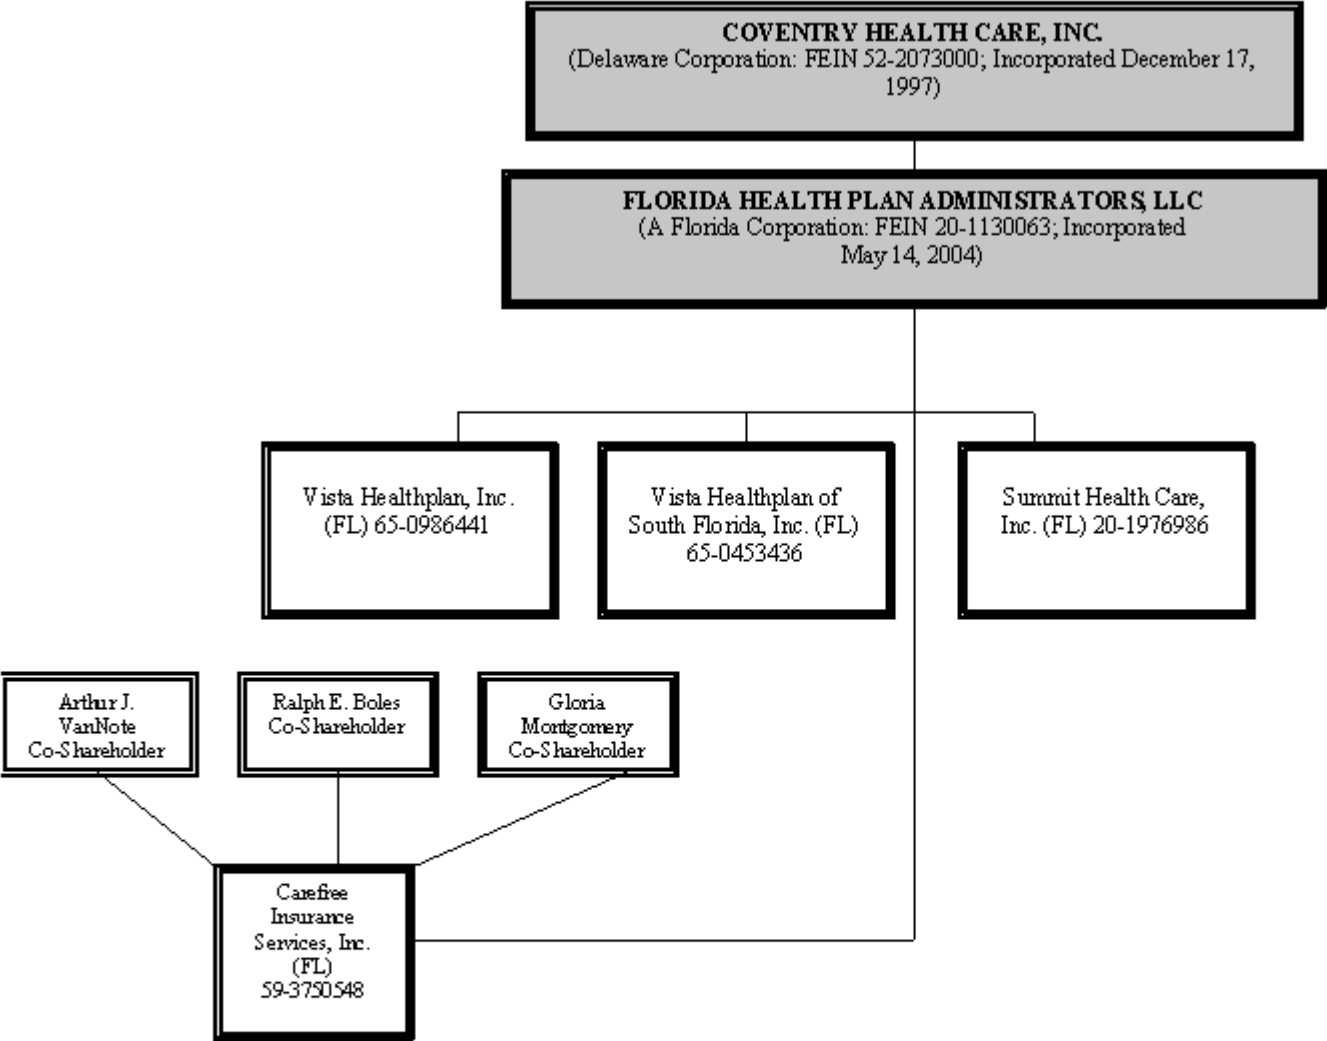 COVENTRY HEALTH CARE, INC.
(Delaware Corporation: FEIN 52-2073000; Incorporated December 17,
1997)
FLORIDA HEALTH PLAN ADMINISTRATORS, LLC
(A Florida Corporation: FEIN 20-1130063; Incorporated
May 14, 2004)
Vista Healthplan, Inc.
(FL) 65-0986441
Vista Healthplan of
South Florida, Inc. (FL)
65-0453436
Summit Health Care,
Inc. (FL) 20-1976986
Arthur J.
VanNote
Co-Shareholder
Ralph E. Boles
Co-Shareholder
Gloria
Montgomery
Co-Shareholder
Carefree
Insurance
Services, Inc.
(FL)
59-3750548